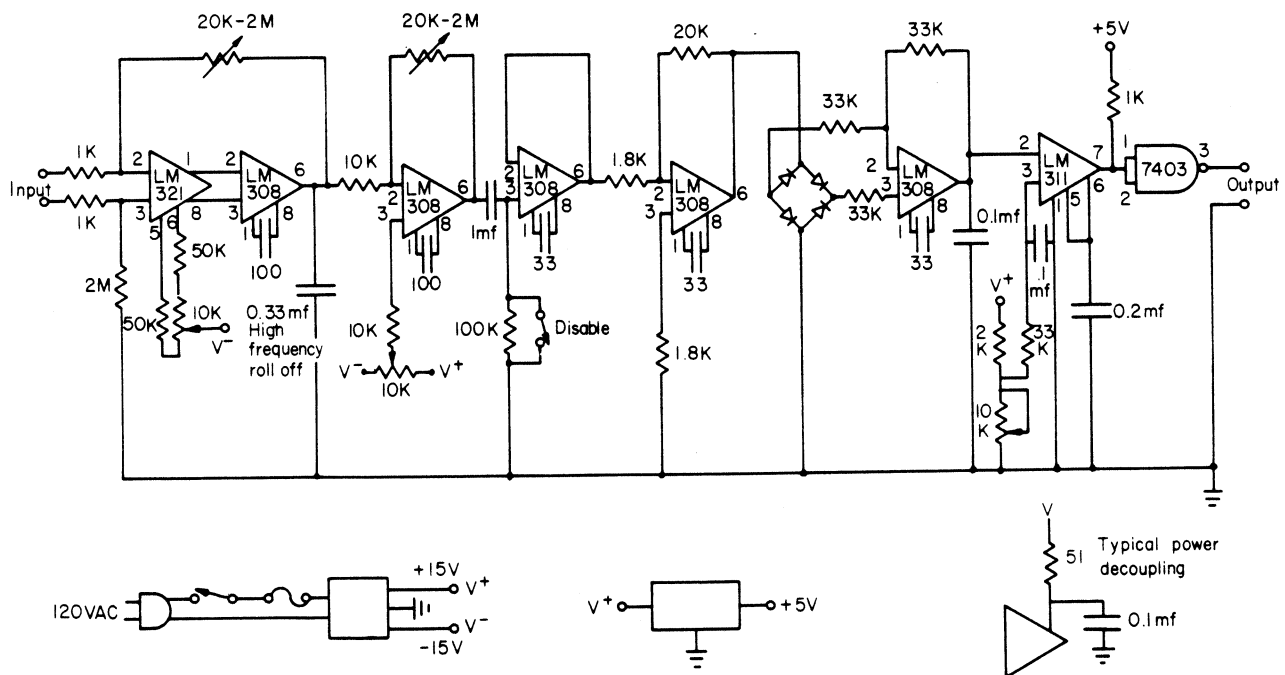 20K-2M
20K-2M
20K
33K
+5V
1K
33K
1K
Input
1K
2
3
LM
321
1
8
5
6
2
3
LM
308
6
1
8
100
50K
50K
10K
V-
2M
0.33mf
High
frequency
roll off
10K
2
3
LM
308
6
1
8
100
10K
V-
V+
10K
1mf
2
3
LM
308
1
8
33
100K
Disable
1.8K
2
3
LM
308
6
1
8
33
1.8K
33K
2
3
LM
308
6
1
8
33
0.1mf
2
3
LM
311
7
6
5
1
.1
mf
V+
2
K
33
K
10
K
0.2mf
1
2
7403
3
Output
120VAC
+15V
V+
V-
-15V
V+
+5V
V
51
Typical power
decoupling
0.1mf